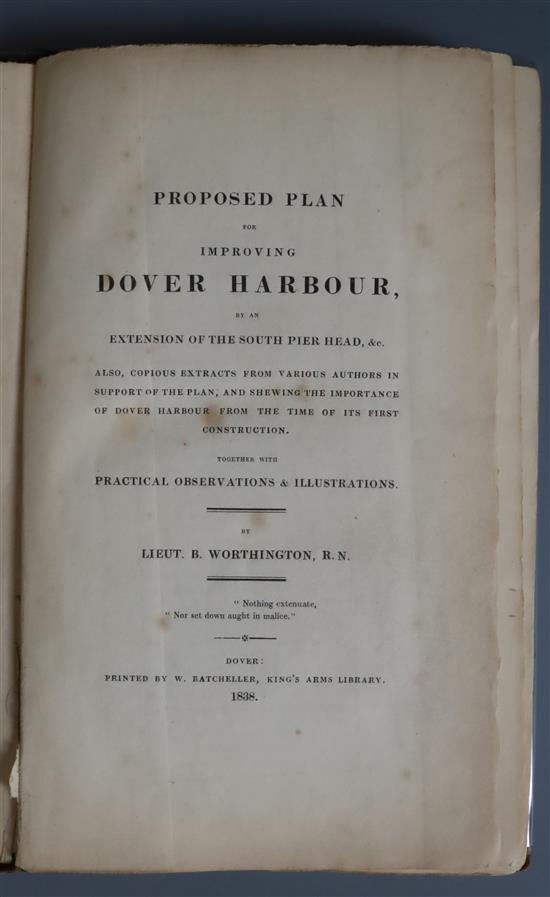 PROPOSED PLAN
FOR
IMPROVING
DOVER HARBOUR,
BY AN
EXTENSION OF THE SOUTH PIER HEAD, &c.
ALSO, COPIOUS EXTRACTS FROM VARIOUS AUTHORS IN
SUPPORT OF THE PLAN, AND SHEWING THE IMPORTANCE
OF DOVER HARBOUR FROM THE TIME OF ITS FIRST
CONSTRUCTION.
TOGETHER WITH
PRACTICAL OBSERVATIONS & ILLUSTRATIONS.
BY
LIEUT. B. WORTHINGTON, R.N.
" Nothing extenuate,
" Nor set down aught in malice."
DOVER:
PRINTED BY W. BATCHELLER, KING'S ARMS LIBRARY.
1838.